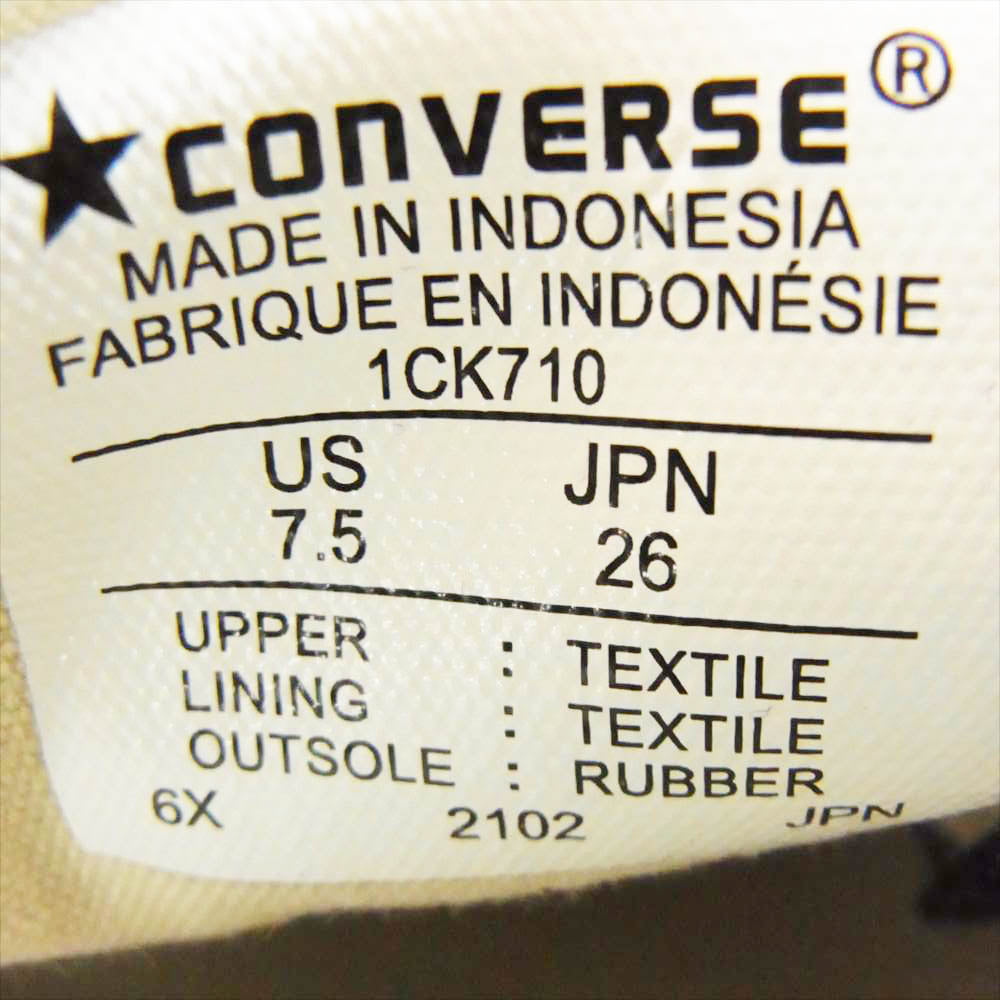 CONVERSE®
MADE IN INDONESIA
FABRIQUE EN INDONÉSIE
1CK710
US JPN
7.5 26
UPPER : TEXTILE
LINING : TEXTILE
OUTSOLE : RUBBER
6X 2102 JPN